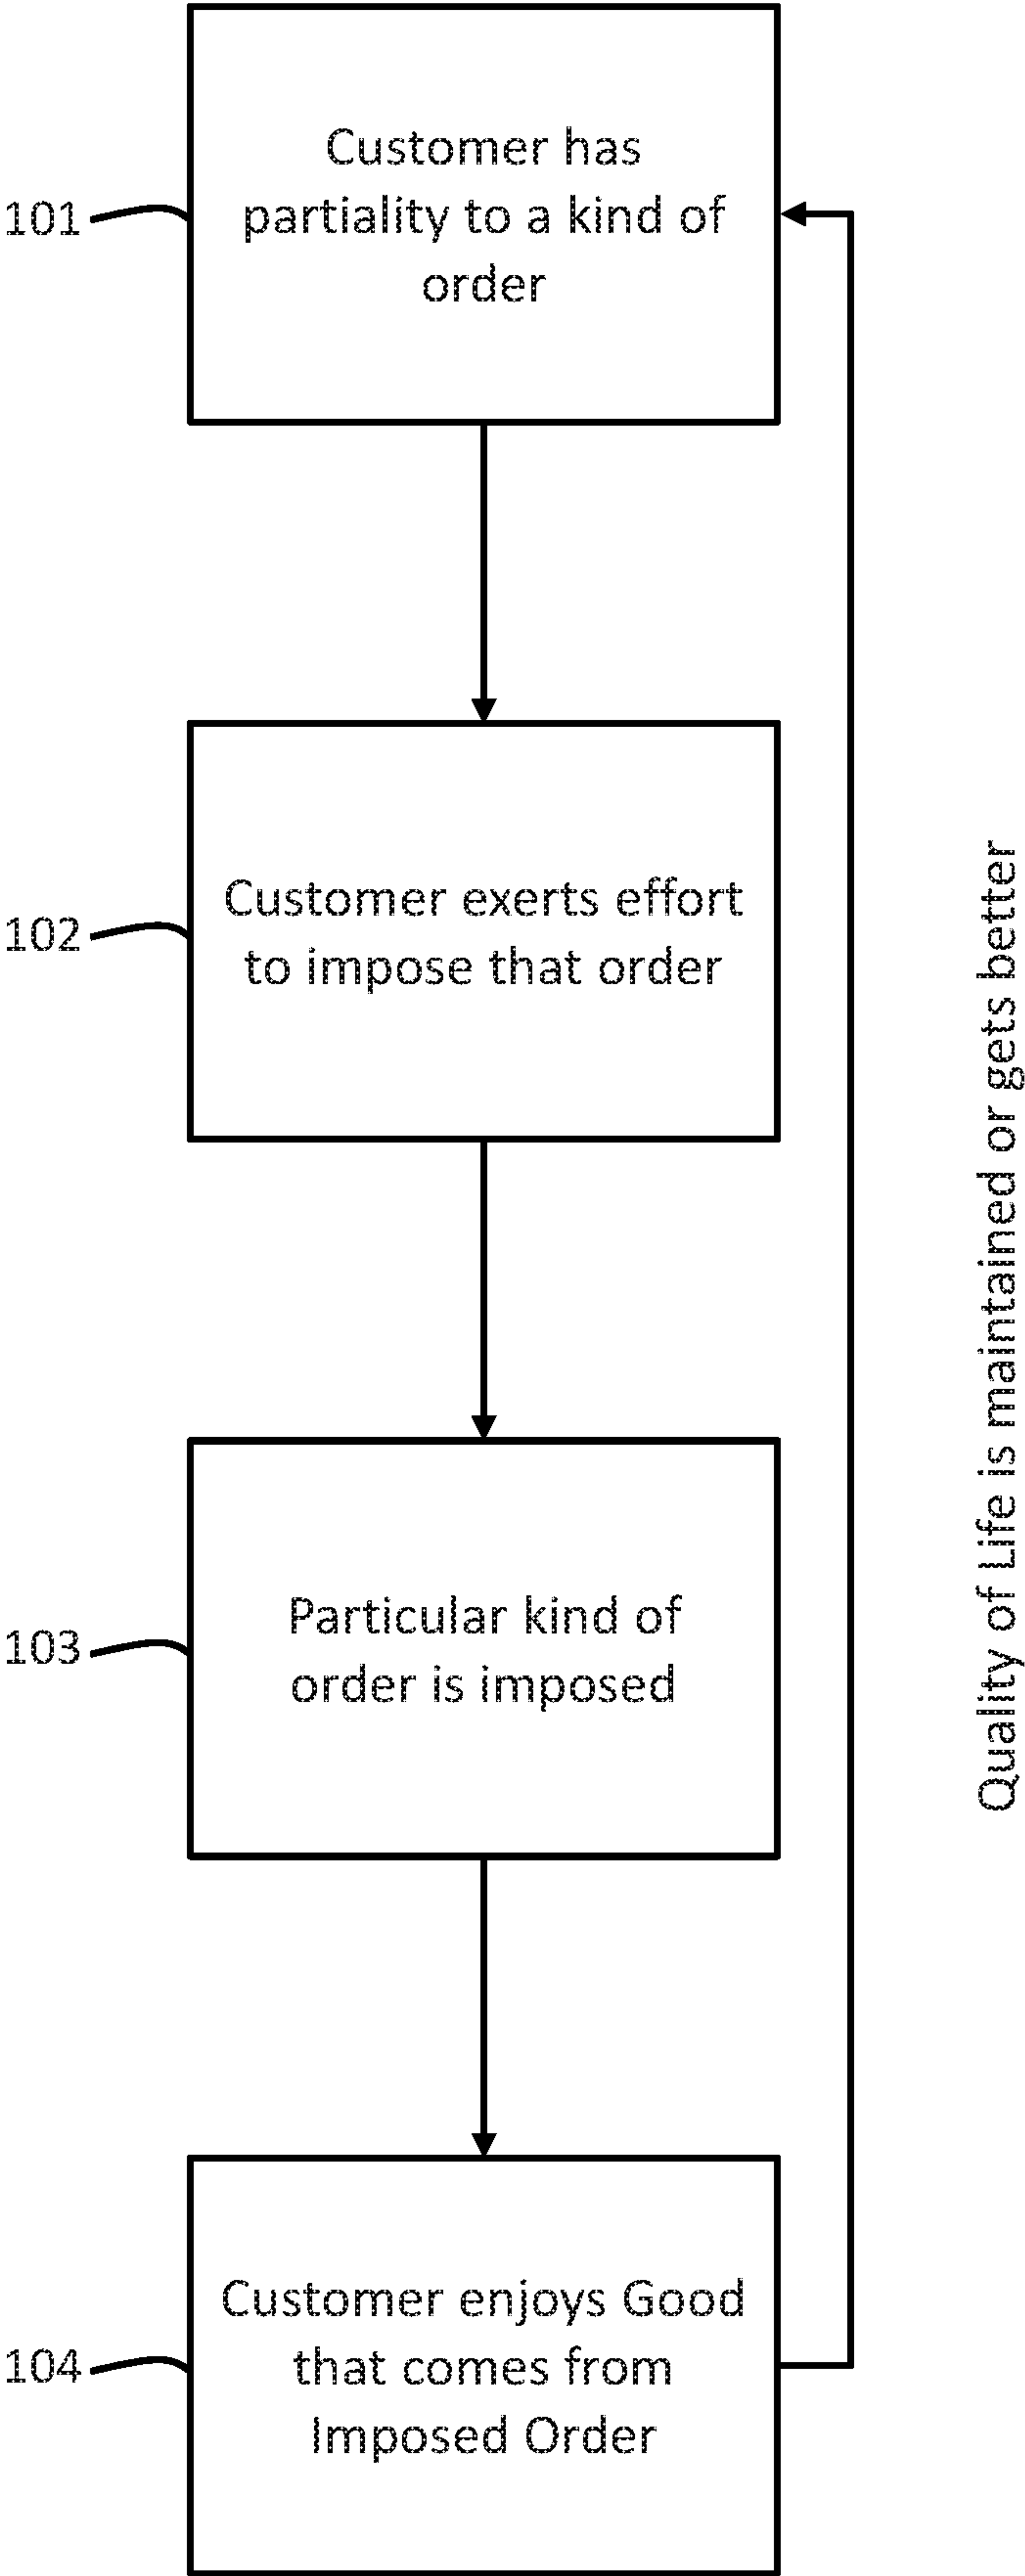 101
Customer has
partiality to a kind of
order
102
Customer exerts effort
to impose that order
103
Particular kind of
order is imposed
104
Customer enjoys Good
that comes from
Imposed Order
Quality of Life is maintained or gets better